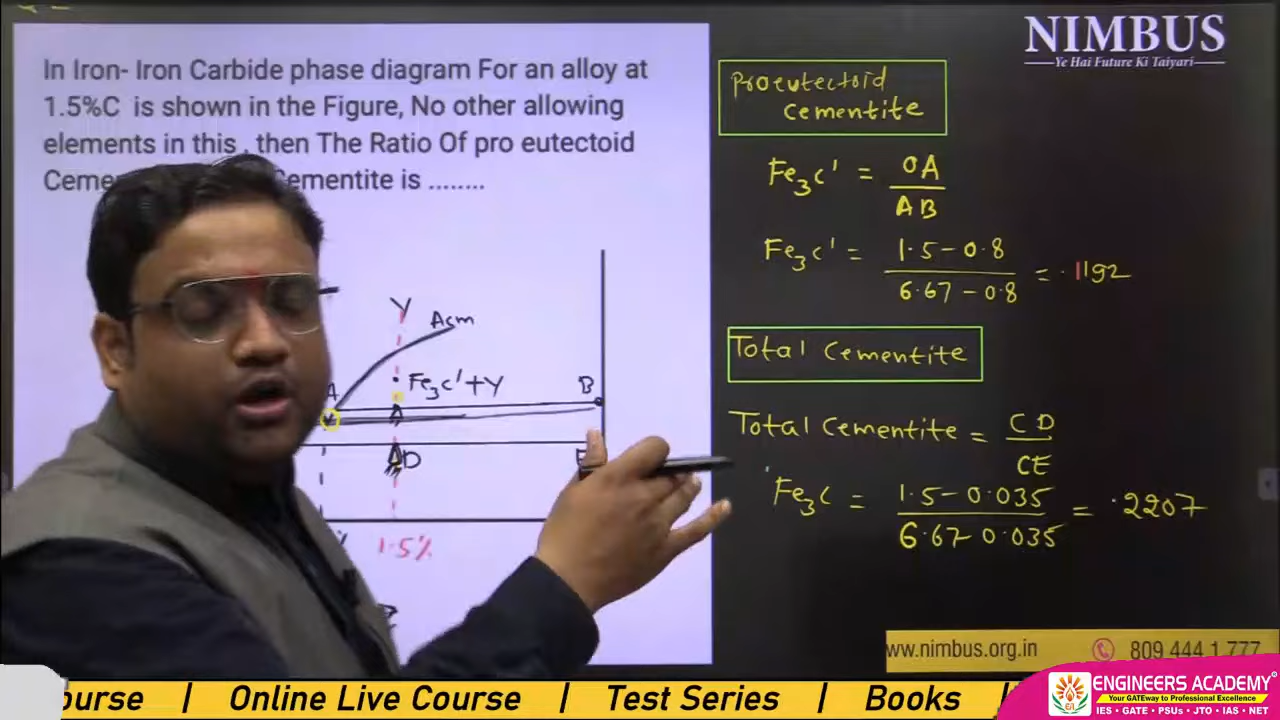 NIMBUS
Ye Hai Future Ki Taiyari
In Iron- Iron Carbide phase diagram For an alloy at
1.5%C is shown in the Figure, No other allowing
elements in this , then The Ratio Of pro eutectoid
Cementite is ........
Y
Acm
Fe3C' + γ
A
B
D
1.5%
Proeutectoid
Cementite
Fe3C' = OA
AB
Fe3C' = 1.5-0.8
6.67-0.8 = .1192
Total Cementite
Total Cementite = CD
CE
Fe3C = 1.5-0.035
6.67-0.035 = .2207
www.nimbus.org.in
809 444 1 777
ourse | Online Live Course | Test Series | Books |
ENGINEERS ACADEMY
Your GATEway to Professional Excellence
IES • GATE • PSUs • JTO • IAS • NET